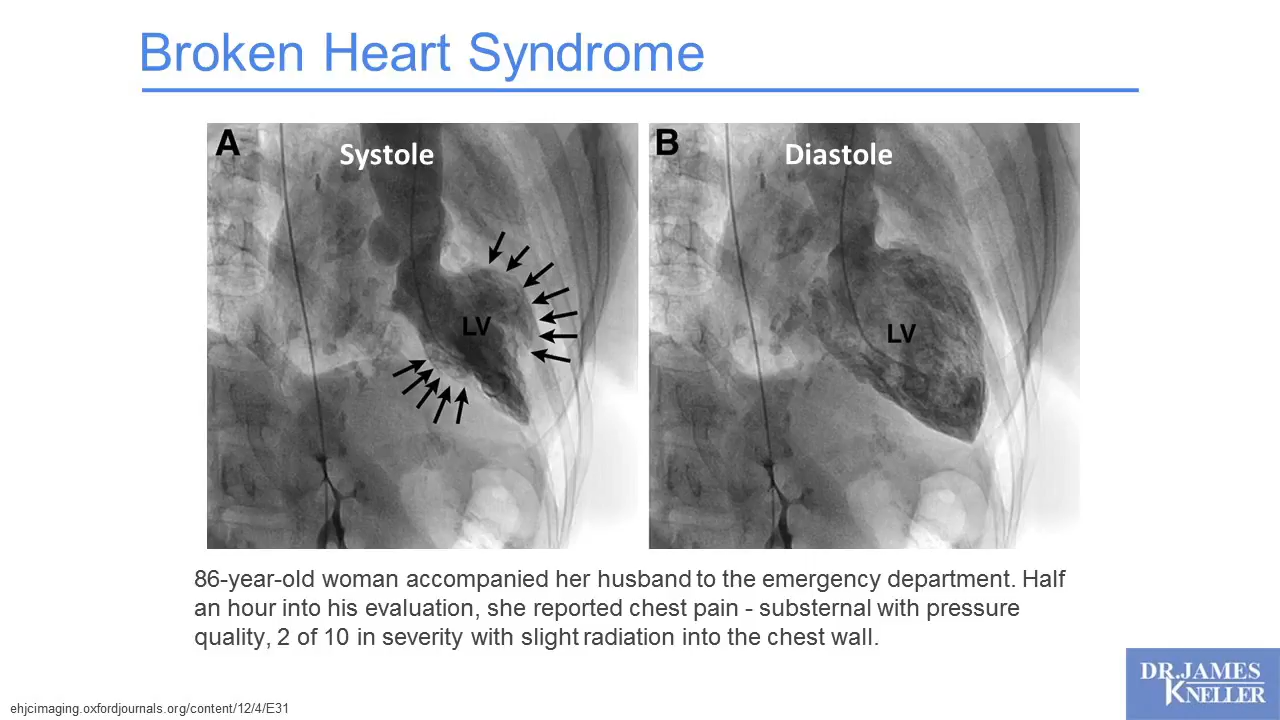 Broken Heart Syndrome
A
Systole
LV
B
Diastole
LV
86-year-old woman accompanied her husband to the emergency department. Half
an hour into his evaluation, she reported chest pain - substernal with pressure
quality, 2 of 10 in severity with slight radiation into the chest wall.
DR.JAMES
KNELLER
ehjcimaging.oxfordjournals.org/content/12/4/E31